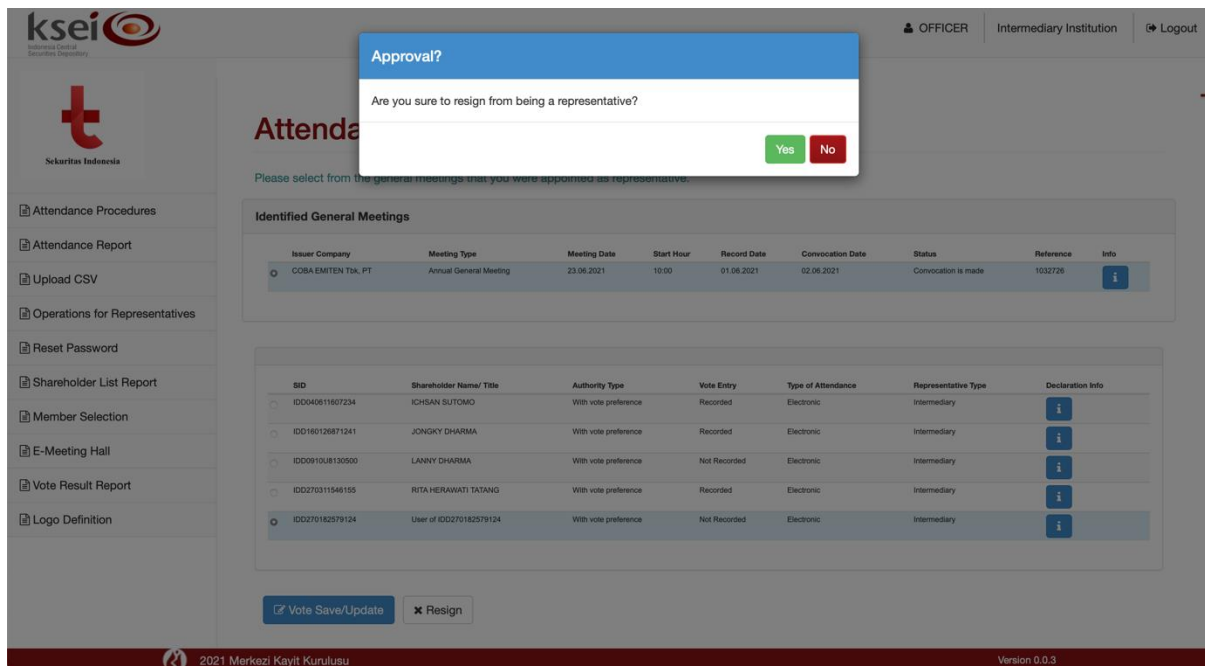 ksei
Indonesia Central
Securities Depository
OFFICER
Intermediary Institution
Logout
Approval?
Are you sure to resign from being a representative?
Yes
No
t
Sekuritas Indonesia
Attendance Procedures
Attendance Report
Upload CSV
Operations for Representatives
Reset Password
Shareholder List Report
Member Selection
E-Meeting Hall
Vote Result Report
Logo Definition
Attenda
Please select from the general meetings that you were appointed as representative.
Identified General Meetings
Issuer Company Meeting Type Meeting Date Start Hour Record Date Convocation Date Status Reference Info
COBA EMITEN Tbk, PT Annual General Meeting 23.06.2021 10:00 01.06.2021 02.06.2021 Convocation is made 1032726 i
SID Shareholder Name/ Title Authority Type Vote Entry Type of Attendance Representative Type Declaration Info
IDD040611607234 ICHSAN SUTOMO With vote preference Recorded Electronic Intermediary i
IDD160126871241 JONGKY DHARMA With vote preference Recorded Electronic Intermediary i
IDD0910U8130500 LANNY DHARMA With vote preference Not Recorded Electronic Intermediary i
IDD270311546155 RITA HERAWATI TATANG With vote preference Recorded Electronic Intermediary i
IDD270182579124 User of IDD270182579124 With vote preference Not Recorded Electronic Intermediary i
Vote Save/Update
Resign
2021 Merkezi Kayit Kurulusu
Version 0.0.3